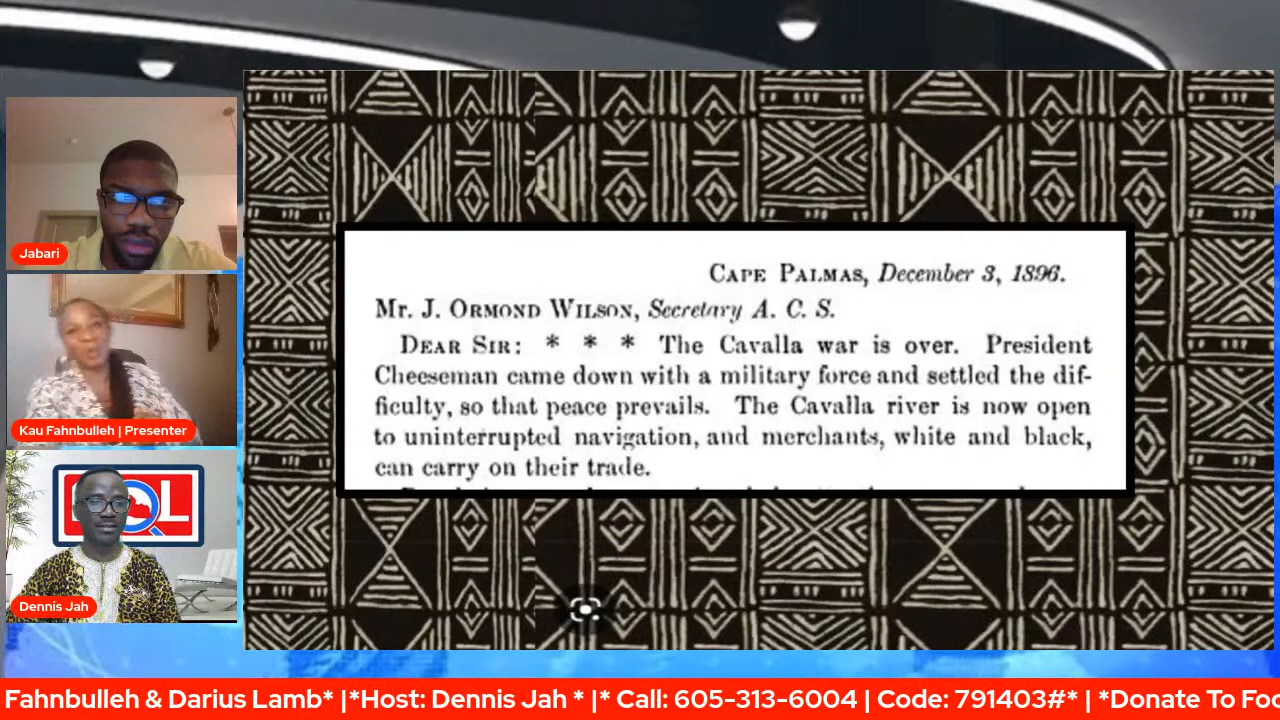 Jabari
Kau Fahnbulleh | Presenter
Dennis Jah
CAPE PALMAS, December 3, 1896.
Mr. J. ORMOND WILSON, Secretary A. C. S.
DEAR SIR: * * * The Cavalla war is over. President
Cheeseman came down with a military force and settled the dif-
ficulty, so that peace prevails. The Cavalla river is now open
to uninterrupted navigation, and merchants, white and black,
can carry on their trade.
Fahnbulleh & Darius Lamb* |*Host: Dennis Jah * |* Call: 605-313-6004 | Code: 791403#* | *Donate To